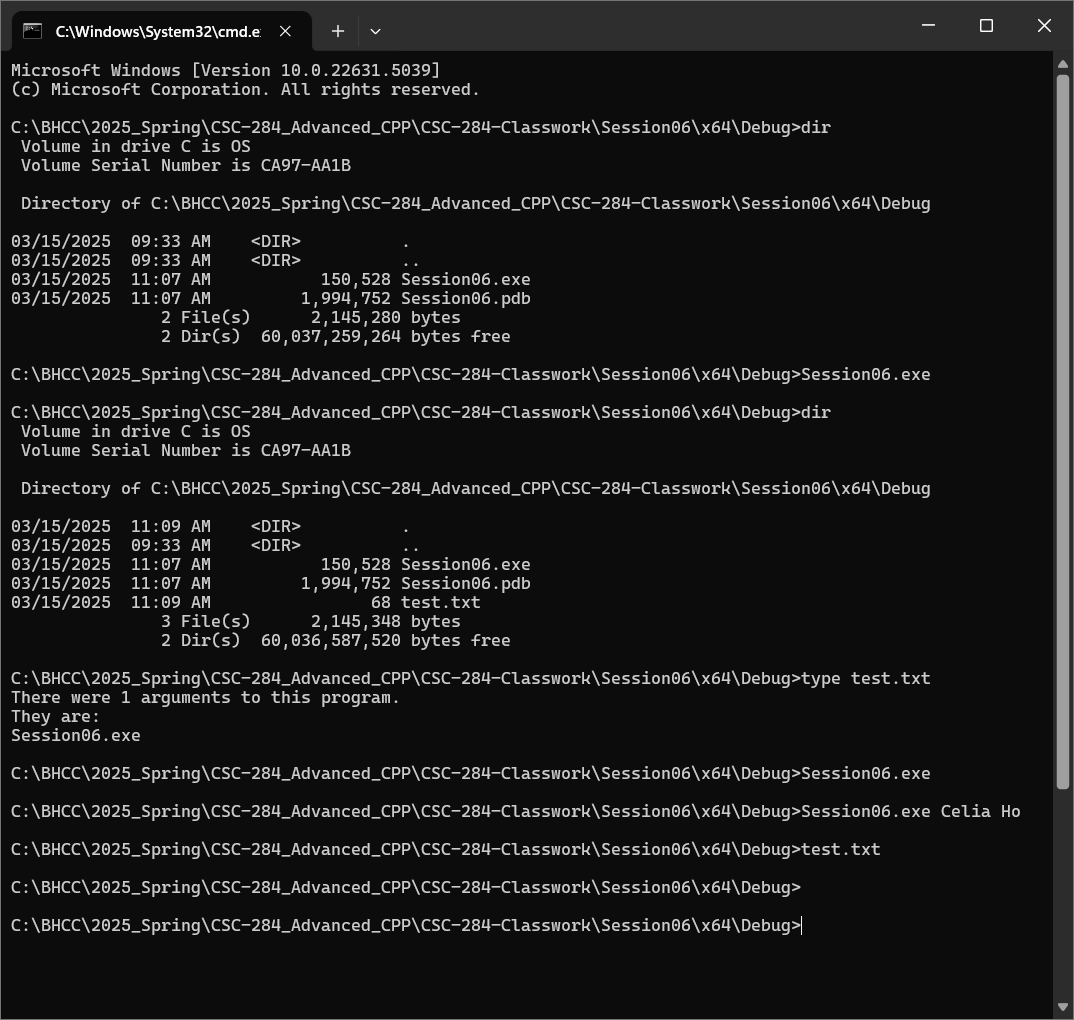 C:\Windows\System32\cmd.e
Microsoft Windows [Version 10.0.22631.5039]
(c) Microsoft Corporation. All rights reserved.
C:\BHCC\2025_Spring\CSC-284_Advanced_CPP\CSC-284-Classwork\Session06\x64\Debug>dir
Volume in drive C is OS
Volume Serial Number is CA97-AA1B
Directory of C:\BHCC\2025_Spring\CSC-284_Advanced_CPP\CSC-284-Classwork\Session06\x64\Debug
03/15/2025  09:33 AM    <DIR>          .
03/15/2025  09:33 AM    <DIR>          ..
03/15/2025  11:07 AM           150,528 Session06.exe
03/15/2025  11:07 AM         1,994,752 Session06.pdb
2 File(s)      2,145,280 bytes
2 Dir(s)  60,037,259,264 bytes free
C:\BHCC\2025_Spring\CSC-284_Advanced_CPP\CSC-284-Classwork\Session06\x64\Debug>Session06.exe
C:\BHCC\2025_Spring\CSC-284_Advanced_CPP\CSC-284-Classwork\Session06\x64\Debug>dir
Volume in drive C is OS
Volume Serial Number is CA97-AA1B
Directory of C:\BHCC\2025_Spring\CSC-284_Advanced_CPP\CSC-284-Classwork\Session06\x64\Debug
03/15/2025  11:09 AM    <DIR>          .
03/15/2025  09:33 AM    <DIR>          ..
03/15/2025  11:07 AM           150,528 Session06.exe
03/15/2025  11:07 AM         1,994,752 Session06.pdb
03/15/2025  11:09 AM                68 test.txt
3 File(s)      2,145,348 bytes
2 Dir(s)  60,036,587,520 bytes free
C:\BHCC\2025_Spring\CSC-284_Advanced_CPP\CSC-284-Classwork\Session06\x64\Debug>type test.txt
There were 1 arguments to this program.
They are:
Session06.exe
C:\BHCC\2025_Spring\CSC-284_Advanced_CPP\CSC-284-Classwork\Session06\x64\Debug>Session06.exe
C:\BHCC\2025_Spring\CSC-284_Advanced_CPP\CSC-284-Classwork\Session06\x64\Debug>Session06.exe Celia Ho
C:\BHCC\2025_Spring\CSC-284_Advanced_CPP\CSC-284-Classwork\Session06\x64\Debug>test.txt
C:\BHCC\2025_Spring\CSC-284_Advanced_CPP\CSC-284-Classwork\Session06\x64\Debug>
C:\BHCC\2025_Spring\CSC-284_Advanced_CPP\CSC-284-Classwork\Session06\x64\Debug>